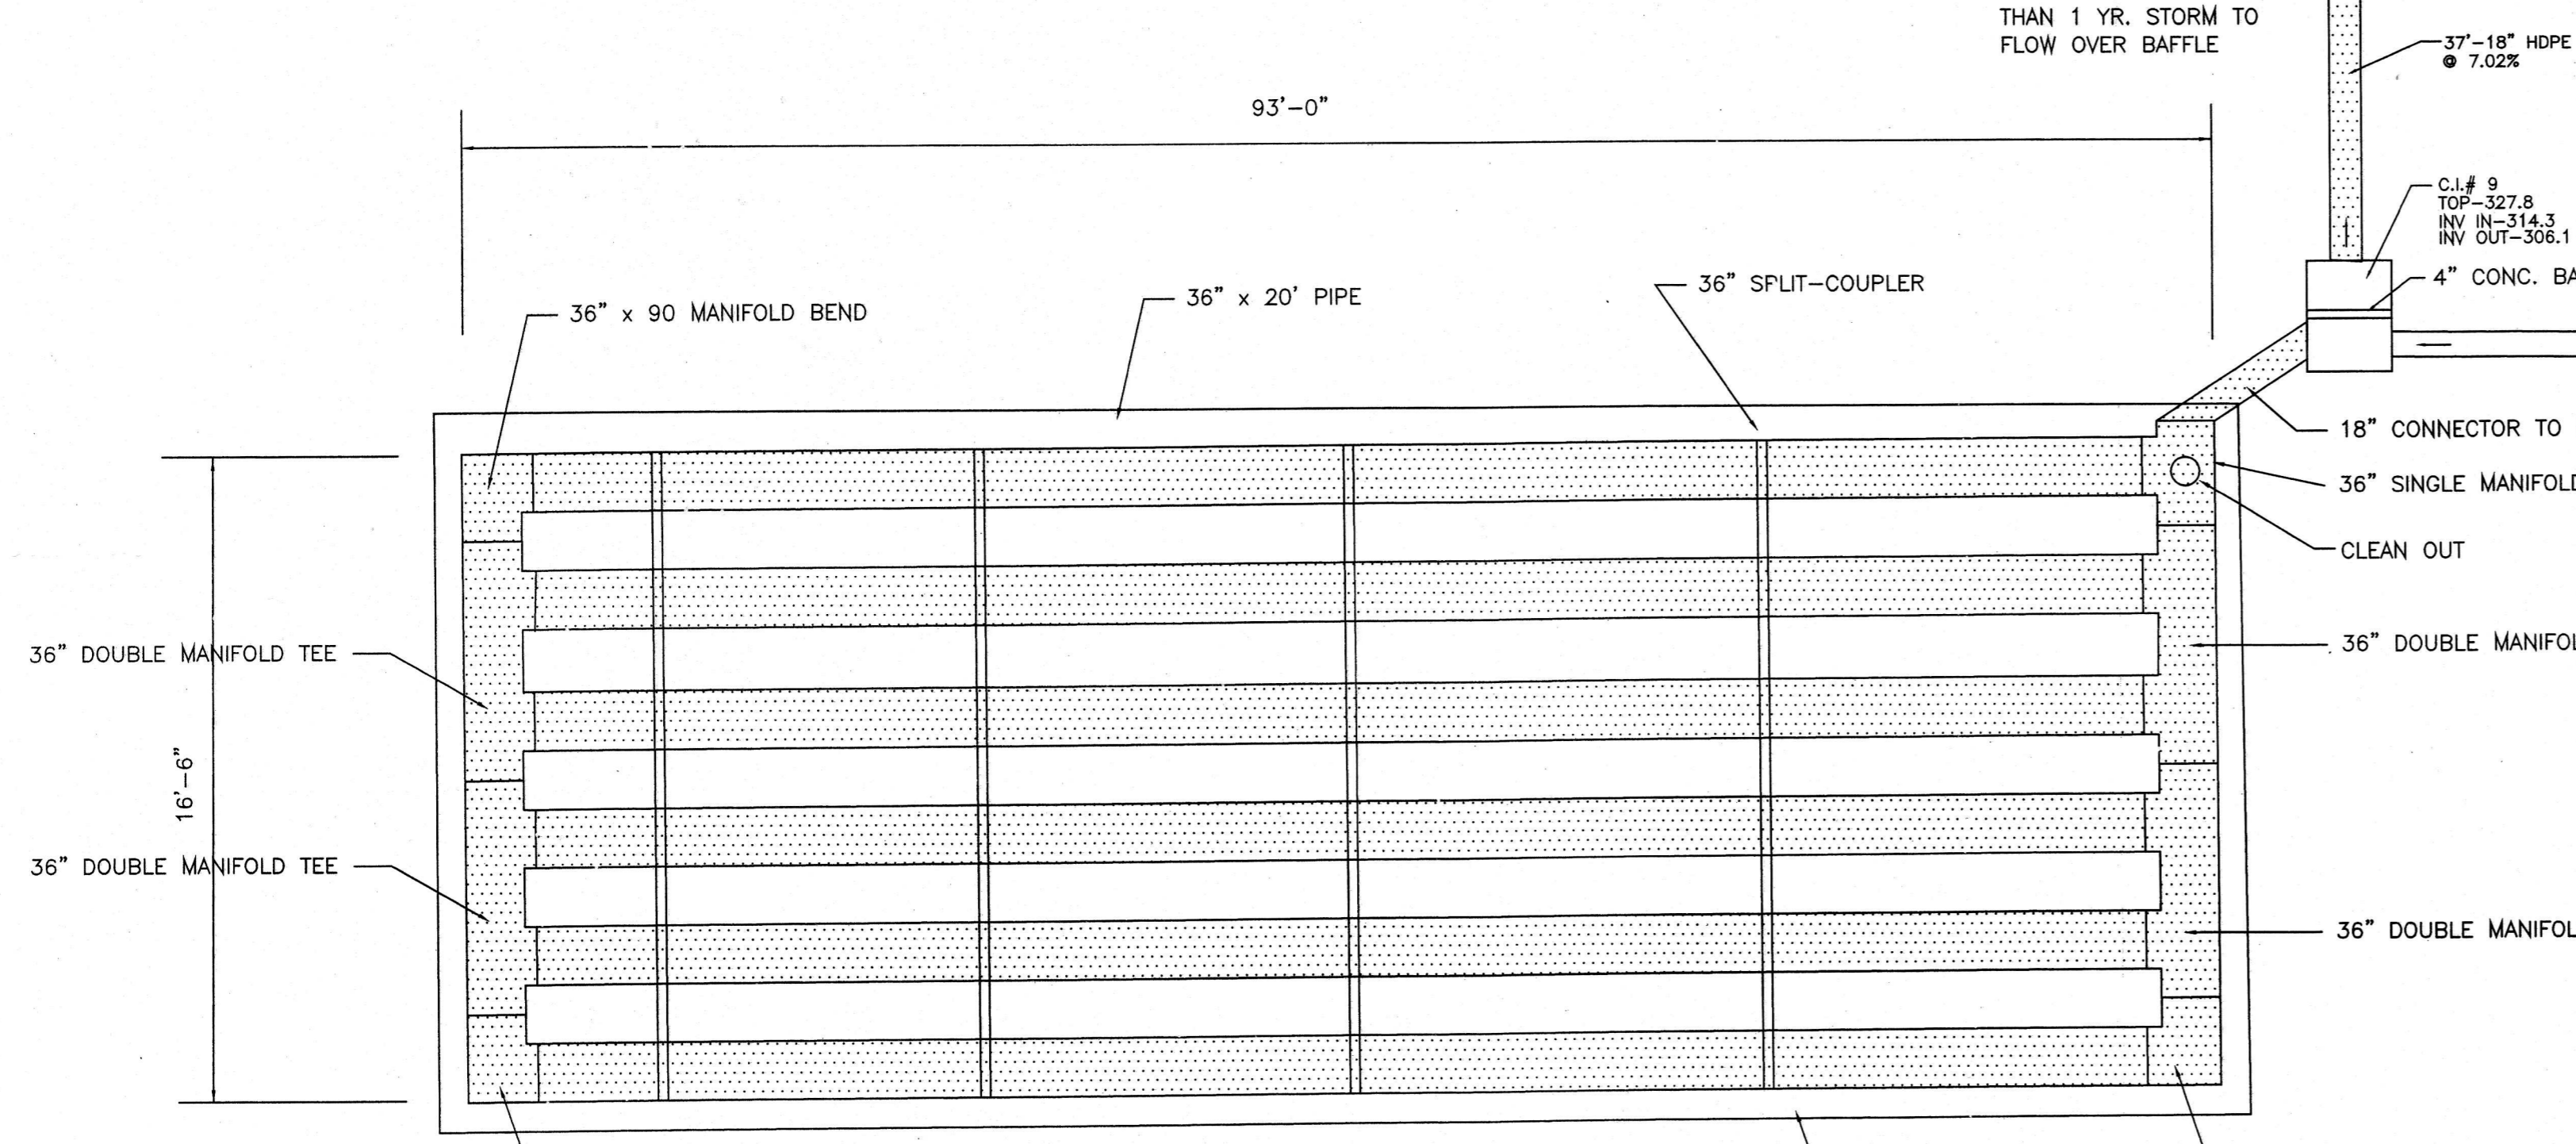 THAN 1 YR. STORM TO
FLOW OVER BAFFLE
37'-18" HDPE
@ 7.02%
93'-0"
C.I.# 9
TOP-327.8
INV IN-314.3
INV OUT-306.1
4" CONC. BA
36" x 90 MANIFOLD BEND
36" x 20' PIPE
36" SPLIT-COUPLER
18" CONNECTOR TO
36" SINGLE MANIFOLD
CLEAN OUT
36" DOUBLE MANIFOLD TEE
36" DOUBLE MANIFOL
16'-6"
36" DOUBLE MANIFOLD TEE
36" DOUBLE MANIFOL